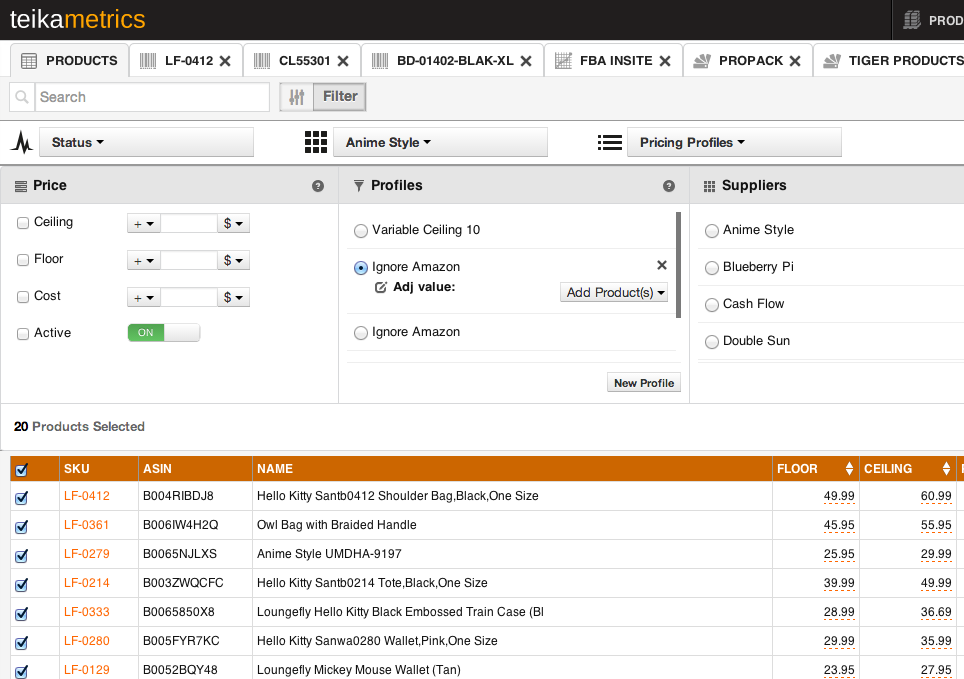 teikametrics
PROD
PRODUCTS LF-0412 CL55301 BD-01402-BLAK-XL FBA INSITE PROPACK TIGER PRODUCTS
Search Filter
Status Anime Style Pricing Profiles
Price ? Profiles ? Suppliers
Ceiling + $ Variable Ceiling 10 Anime Style
Floor + $ Ignore Amazon Blueberry Pi
Adj value: Add Product(s)
Cost + $ Cash Flow
Active ON Ignore Amazon Double Sun
New Profile
20 Products Selected
SKU ASIN NAME FLOOR CEILING
LF-0412 B004RIBDJ8 Hello Kitty Santb0412 Shoulder Bag,Black,One Size 49.99 60.99
LF-0361 B006IW4H2Q Owl Bag with Braided Handle 45.95 55.95
LF-0279 B0065NJLXS Anime Style UMDHA-9197 25.95 29.99
LF-0214 B003ZWQCFC Hello Kitty Santb0214 Tote,Black,One Size 39.99 49.99
LF-0333 B0065850X8 Loungefly Hello Kitty Black Embossed Train Case (Bl 28.99 36.69
LF-0280 B005FYR7KC Hello Kitty Sanwa0280 Wallet,Pink,One Size 29.99 35.99
LF-0129 B0052BQY48 Loungefly Mickey Mouse Wallet (Tan) 23.95 27.95